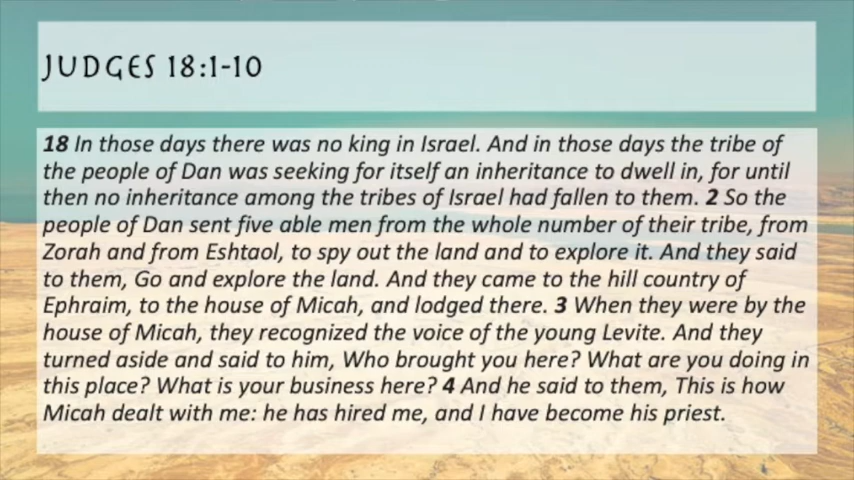 JUDGES 18:1-10
18 In those days there was no king in Israel. And in those days the tribe of
the people of Dan was seeking for itself an inheritance to dwell in, for until
then no inheritance among the tribes of Israel had fallen to them. 2 So the
people of Dan sent five able men from the whole number of their tribe, from
Zorah and from Eshtaol, to spy out the land and to explore it. And they said
to them, Go and explore the land. And they came to the hill country of
Ephraim, to the house of Micah, and lodged there. 3 When they were by the
house of Micah, they recognized the voice of the young Levite. And they
turned aside and said to him, Who brought you here? What are you doing in
this place? What is your business here? 4 And he said to them, This is how
Micah dealt with me: he has hired me, and I have become his priest.